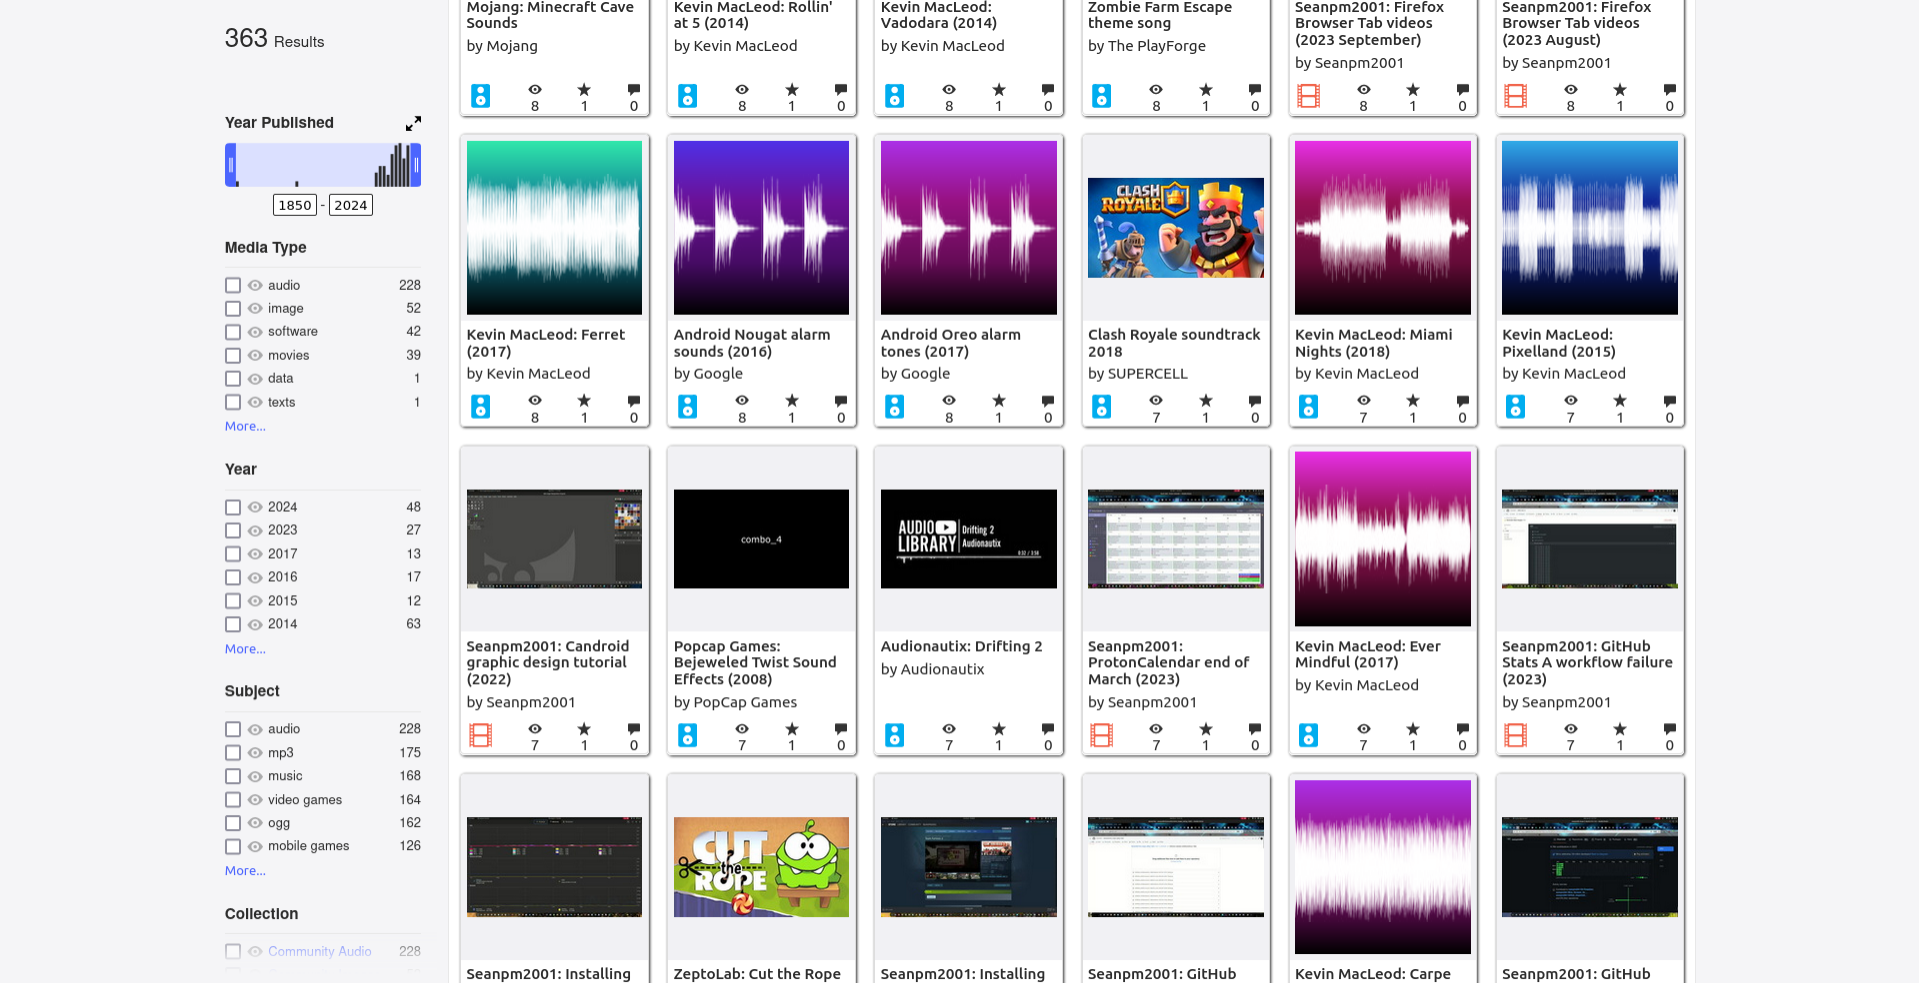 363 Results
Year Published
1850 - 2024
Media Type
audio 228
image 52
software 42
movies 39
data 1
texts 1
More...
Year
2024 48
2023 27
2017 13
2016 17
2015 12
2014 63
More...
Subject
audio 228
mp3 175
music 168
video games 164
ogg 162
mobile games 126
More...
Collection
Community Audio 228
Mojang: Minecraft Cave
Sounds
by Mojang
8 1 0
Kevin MacLeod: Rollin'
at 5 (2014)
by Kevin MacLeod
8 1 0
Kevin MacLeod:
Vadodara (2014)
by Kevin MacLeod
8 1 0
Zombie Farm Escape
theme song
by The PlayForge
8 1 0
Seanpm2001: Firefox
Browser Tab videos
(2023 September)
by Seanpm2001
8 1 0
Seanpm2001: Firefox
Browser Tab videos
(2023 August)
by Seanpm2001
8 1 0
Kevin MacLeod: Ferret
(2017)
by Kevin MacLeod
8 1 0
Android Nougat alarm
sounds (2016)
by Google
8 1 0
Android Oreo alarm
tones (2017)
by Google
8 1 0
CLASH
ROYALE
Clash Royale soundtrack
2018
by SUPERCELL
7 1 0
Kevin MacLeod: Miami
Nights (2018)
by Kevin MacLeod
7 1 0
Kevin MacLeod:
Pixelland (2015)
by Kevin MacLeod
7 1 0
Seanpm2001: Candroid
graphic design tutorial
(2022)
by Seanpm2001
7 1 0
combo_4
Popcap Games:
Bejeweled Twist Sound
Effects (2008)
by PopCap Games
7 1 0
AUDIO
LIBRARY
Drifting 2
Audionautix
Audionautix: Drifting 2
by Audionautix
7 1 0
Seanpm2001:
ProtonCalendar end of
March (2023)
by Seanpm2001
7 1 0
Kevin MacLeod: Ever
Mindful (2017)
by Kevin MacLeod
7 1 0
Seanpm2001: GitHub
Stats A workflow failure
(2023)
by Seanpm2001
7 1 0
Seanpm2001: Installing
CUT
the
ROPE
ZeptoLab: Cut the Rope
Seanpm2001: Installing
Seanpm2001: GitHub
Kevin MacLeod: Carpe
Seanpm2001: GitHub